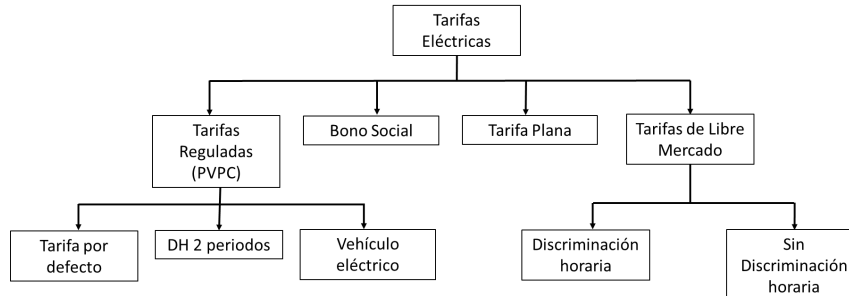 Tarifas
Eléctricas
Tarifas
Reguladas
(PVPC)
Bono Social
Tarifa Plana
Tarifas de Libre
Mercado
Tarifa por
defecto
DH 2 periodos
Vehículo
eléctrico
Discriminación
horaria
Sin
Discriminación
horaria